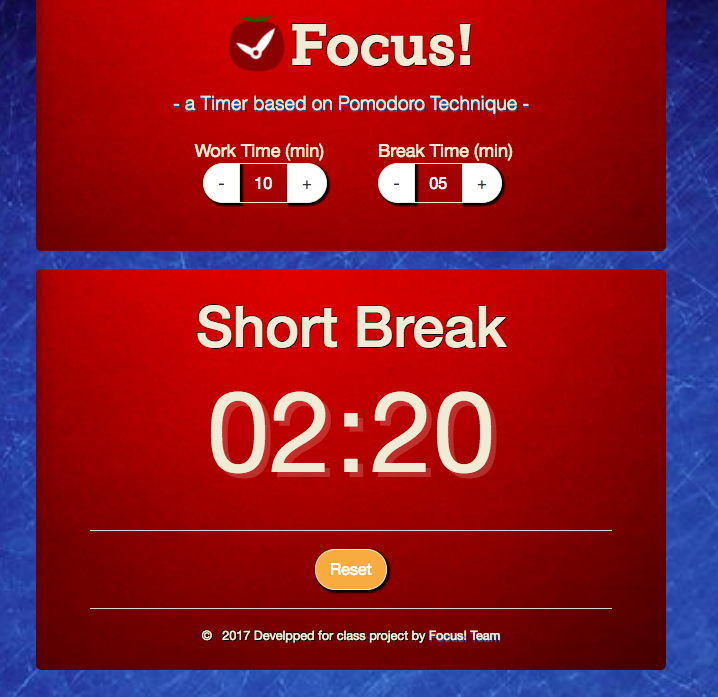 Focus!
- a Timer based on Pomodoro Technique -
Work Time (min) Break Time (min)
- 10 + - 05 +
Short Break
02:20
Reset
© 2017 Develpped for class project by Focus! Team